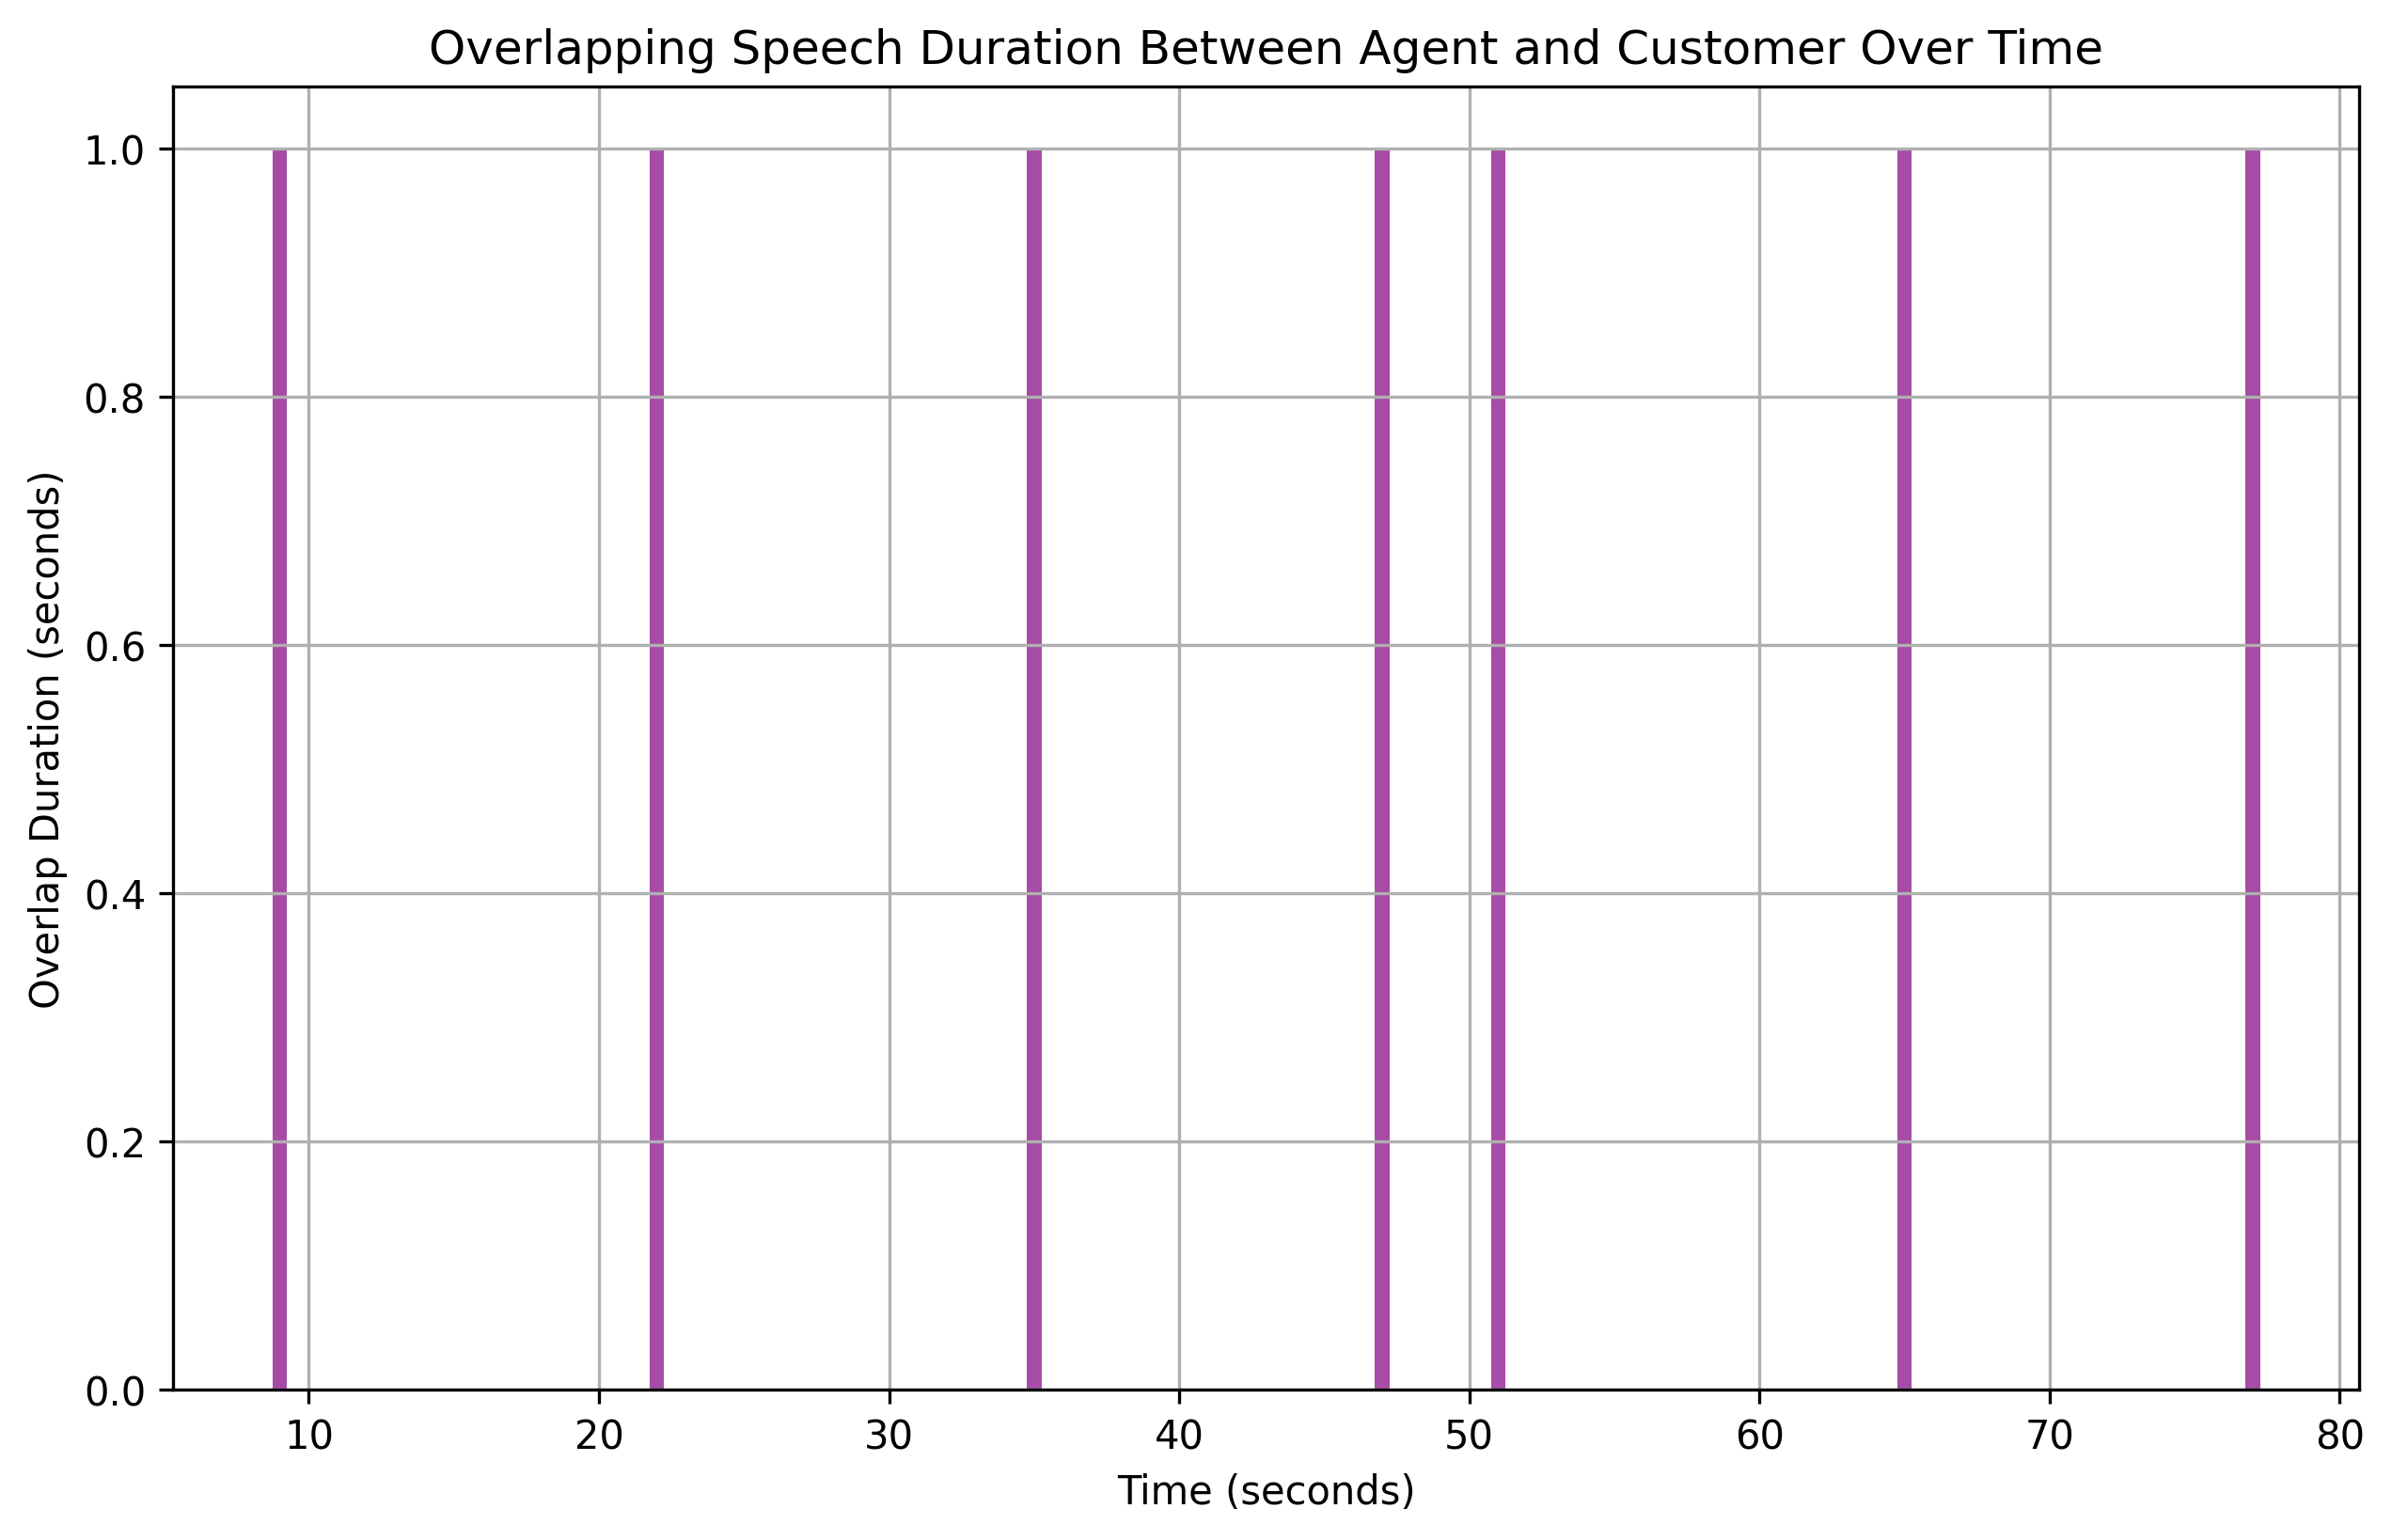 Overlapping Speech Duration Between Agent and Customer Over Time
Overlap Duration (seconds)
1.0
0.8
0.6
0.4
0.2
0.0
10 20 30 40 50 60 70 80
Time (seconds)